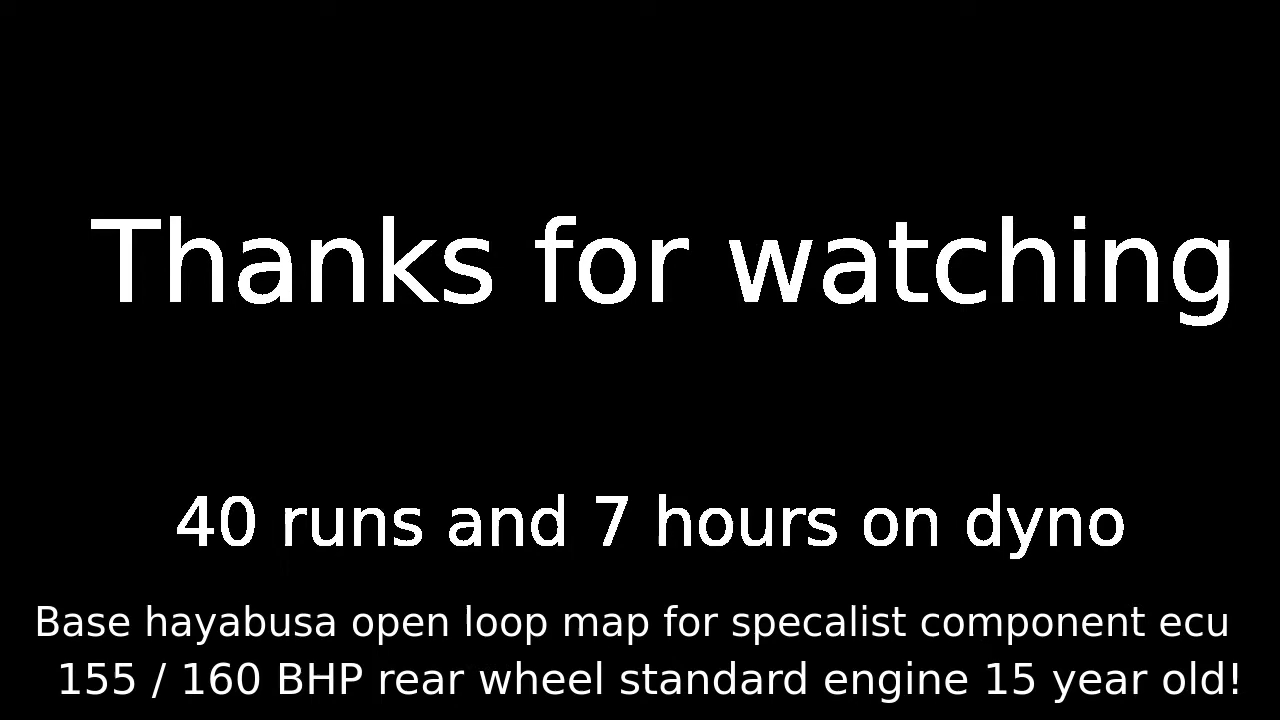 Thanks for watching
40 runs and 7 hours on dyno
Base hayabusa open loop map for specalist component ecu
155 / 160 BHP rear wheel standard engine 15 year old!